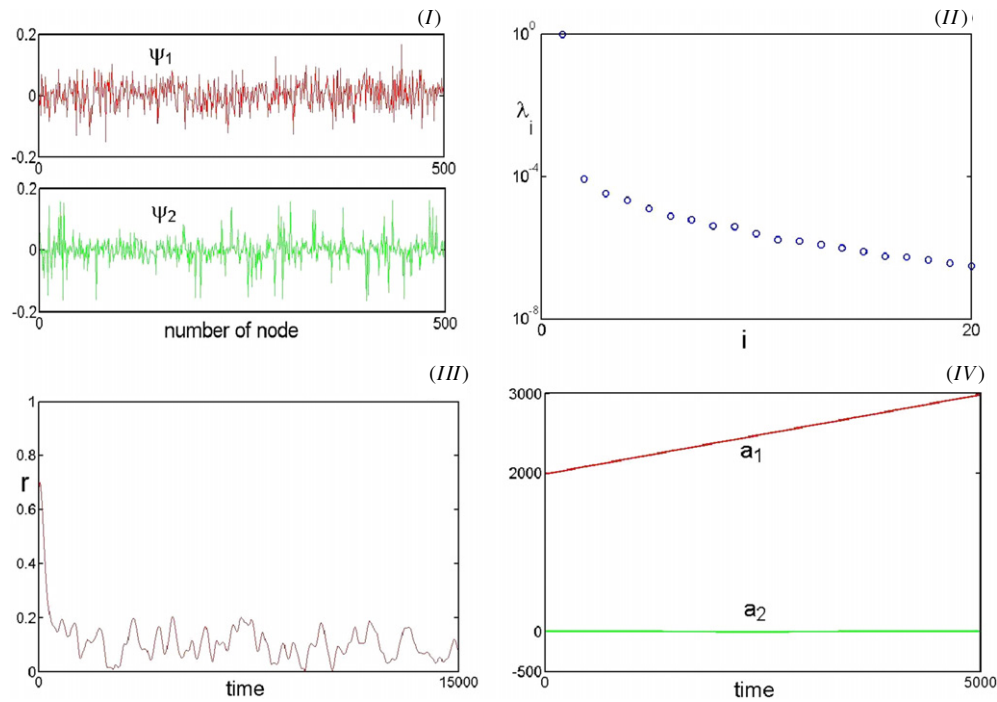 (I)
0.2
ψ1
0
-0.2
0
500
0.2
ψ2
0
-0.2
0
500
number of node
(II)
10^0
λi
10^-4
10^-8
0
20
i
(III)
1
0.8
r
0.6
0.4
0.2
0
0
time
15000
(IV)
3000
a1
2000
a2
0
-500
0
time
5000